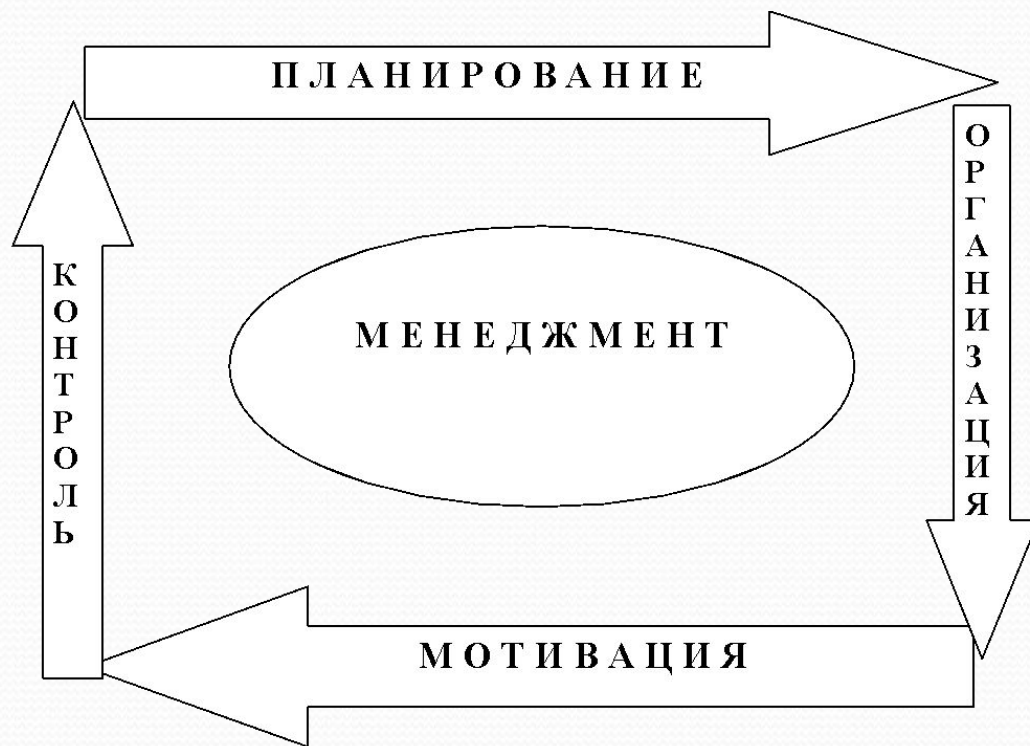 ПЛАНИРОВАНИЕ
ОРГАНИЗАЦИЯ
КОНТРОЛЬ
МЕНЕДЖМЕНТ
МОТИВАЦИЯ